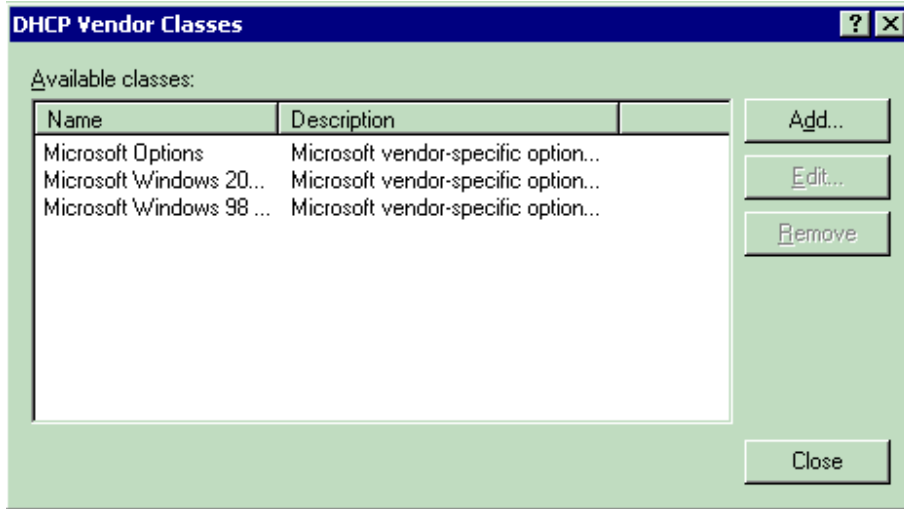 DHCP Vendor Classes
Available classes:
Name Description
Add...
Microsoft Options Microsoft vendor-specific option...
Microsoft Windows 20... Microsoft vendor-specific option...
Edit...
Microsoft Windows 98 ... Microsoft vendor-specific option...
Remove
Close